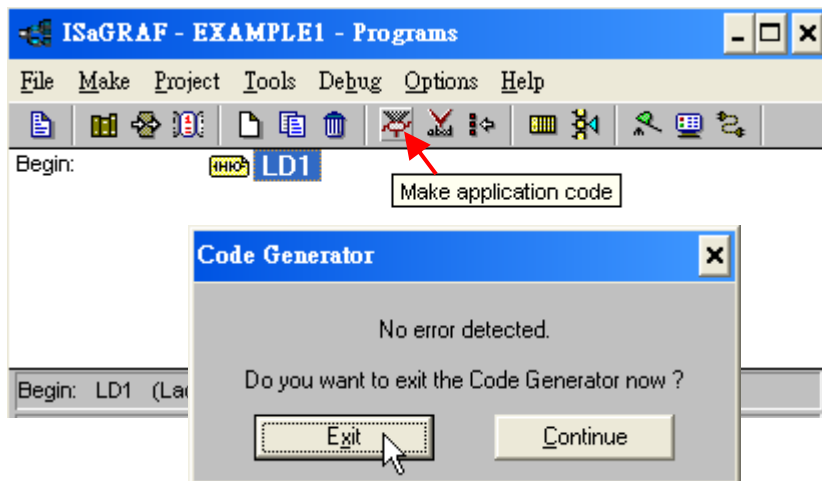 ISaGRAF - EXAMPLE1 - Programs
File Make Project Tools Debug Options Help
Begin: LD1
Make application code
Code Generator
No error detected.
Do you want to exit the Code Generator now ?
Begin: LD1 (La
Exit Continue